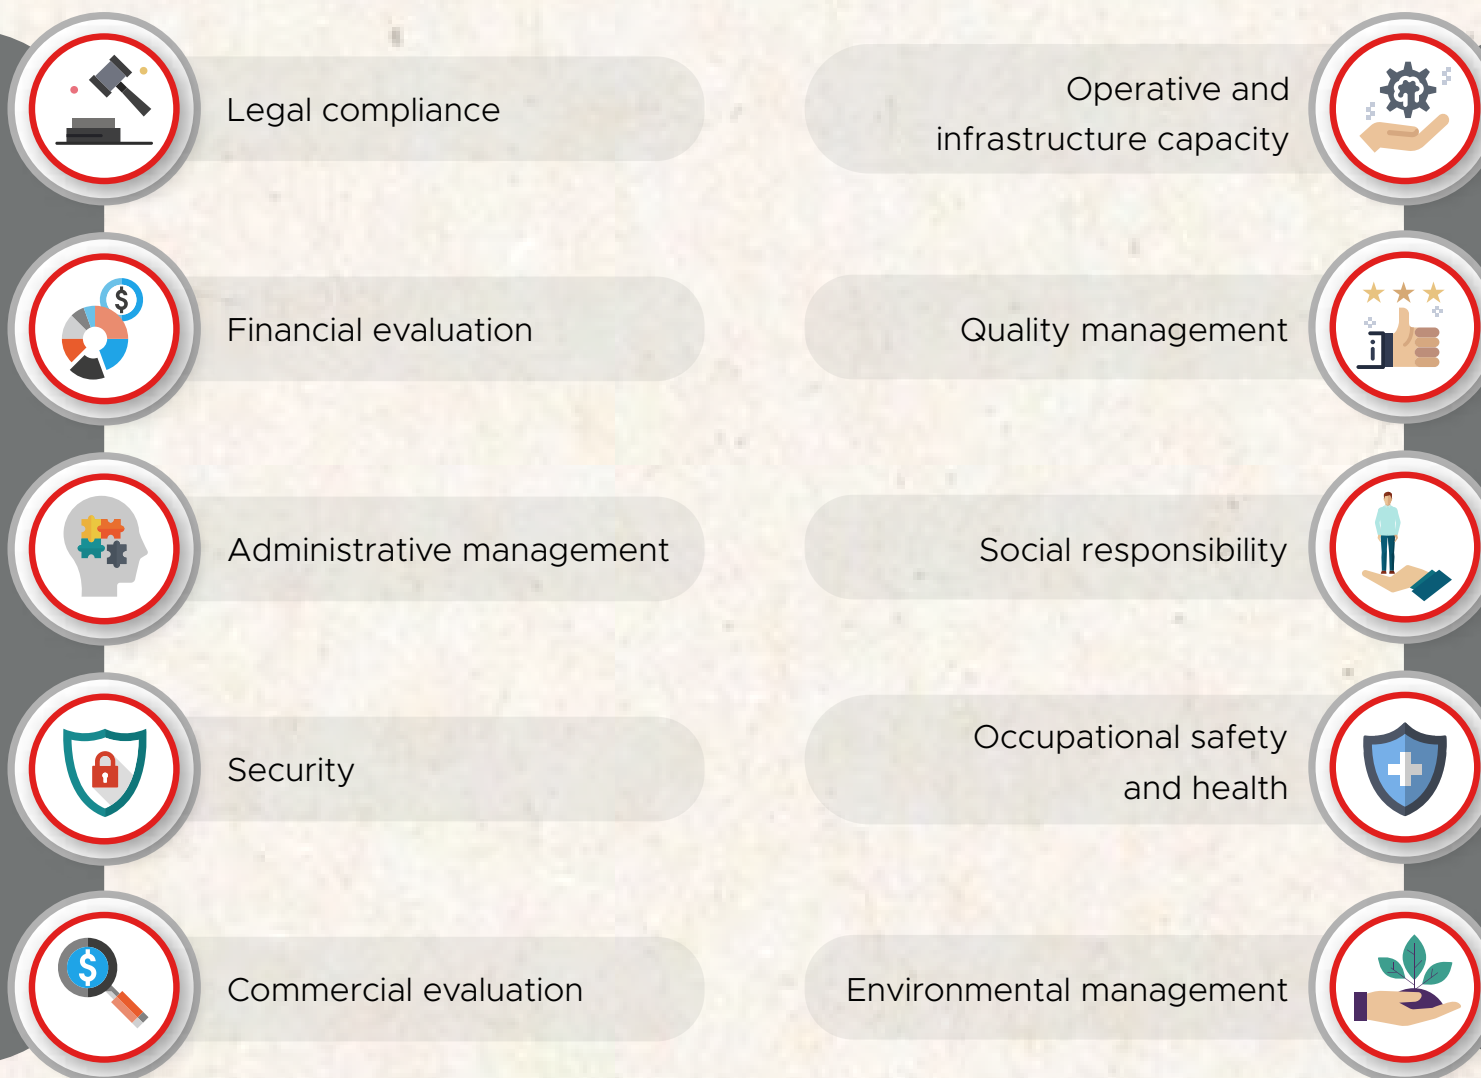 Legal compliance
Financial evaluation
Administrative management
Security
Commercial evaluation
Operative and
infrastructure capacity
Quality management
Social responsibility
Occupational safety
and health
Environmental management